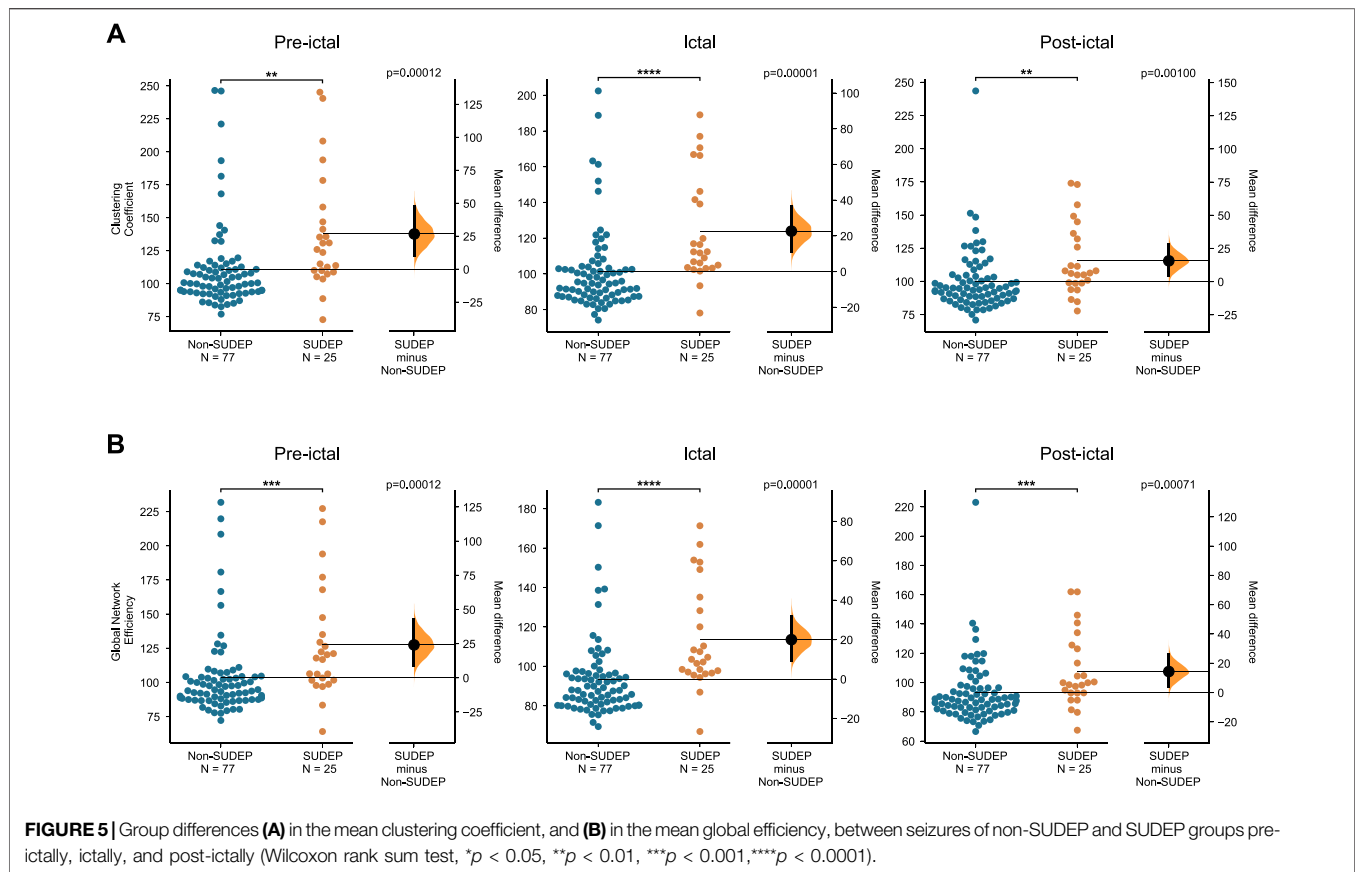 A
Pre-ictal
Ictal
Post-ictal
** p=0.00012
**** p=0.00001
** p=0.00100
Clustering
Coefficient
250
225
200
175
150
125
100
75
125
100
75
50
25
0
−25
Mean difference
200
180
160
140
120
100
80
100
80
60
40
20
0
−20
Mean difference
250
225
200
175
150
125
100
75
150
125
100
75
50
25
0
−25
Mean difference
Non-SUDEP SUDEP SUDEP
N = 77 N = 25 minus
Non-SUDEP
Non-SUDEP SUDEP SUDEP
N = 77 N = 25 minus
Non-SUDEP
Non-SUDEP SUDEP SUDEP
N = 77 N = 25 minus
Non-SUDEP
B
Pre-ictal
Ictal
Post-ictal
*** p=0.00012
**** p=0.00001
*** p=0.00071
Global Network
Efficiency
225
200
175
150
125
100
75
125
100
75
50
25
0
−25
Mean difference
180
160
140
120
100
80
80
60
40
20
0
−20
Mean difference
220
200
180
160
140
120
100
80
60
120
100
80
60
40
20
0
−20
Mean difference
Non-SUDEP SUDEP SUDEP
N = 77 N = 25 minus
Non-SUDEP
Non-SUDEP SUDEP SUDEP
N = 77 N = 25 minus
Non-SUDEP
Non-SUDEP SUDEP SUDEP
N = 77 N = 25 minus
Non-SUDEP
FIGURE 5 | Group differences (A) in the mean clustering coefficient, and (B) in the mean global efficiency, between seizures of non-SUDEP and SUDEP groups pre-
ictally, ictally, and post-ictally (Wilcoxon rank sum test, *p < 0.05, **p < 0.01, ***p < 0.001,****p < 0.0001).